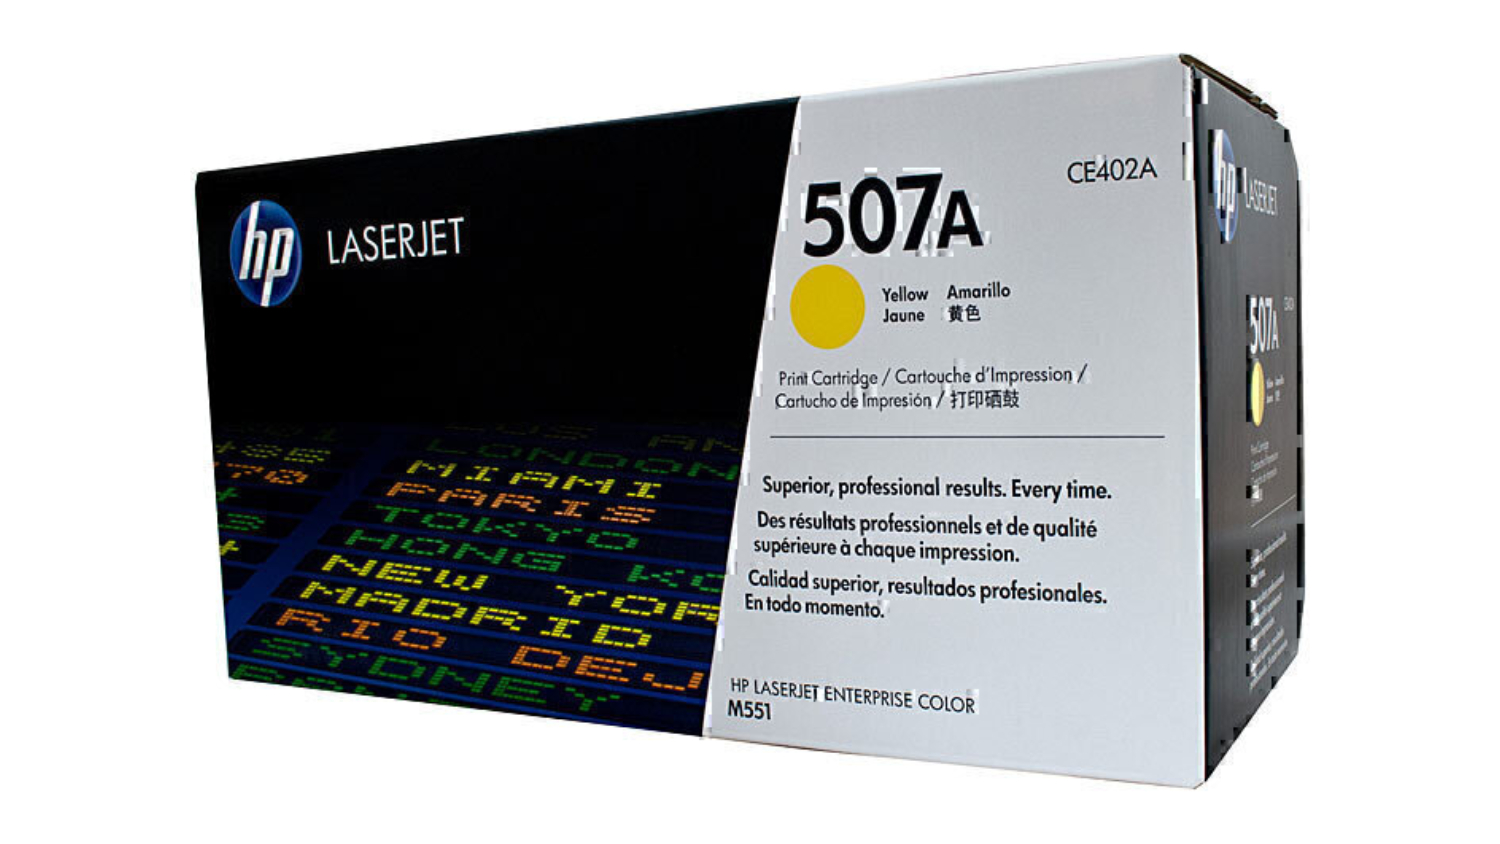 hp LASERJET
LONDON
MIAMI
PARIS
TOKYO
HONG KO
NEW YOR
MADRID
RIO DEJ
SYDNEY
507A
CE402A
Yellow Amarillo
Jaune 黄色
Print Cartridge / Cartouche d'Impression /
Cartucho de Impresión / 打印硒鼓
Superior, professional results. Every time.
Des résultats professionnels et de qualité
supérieure à chaque impression.
Calidad superior, resultados profesionales.
En todo momento.
HP LASERJET ENTERPRISE COLOR
M551
hp LASERJET
507A